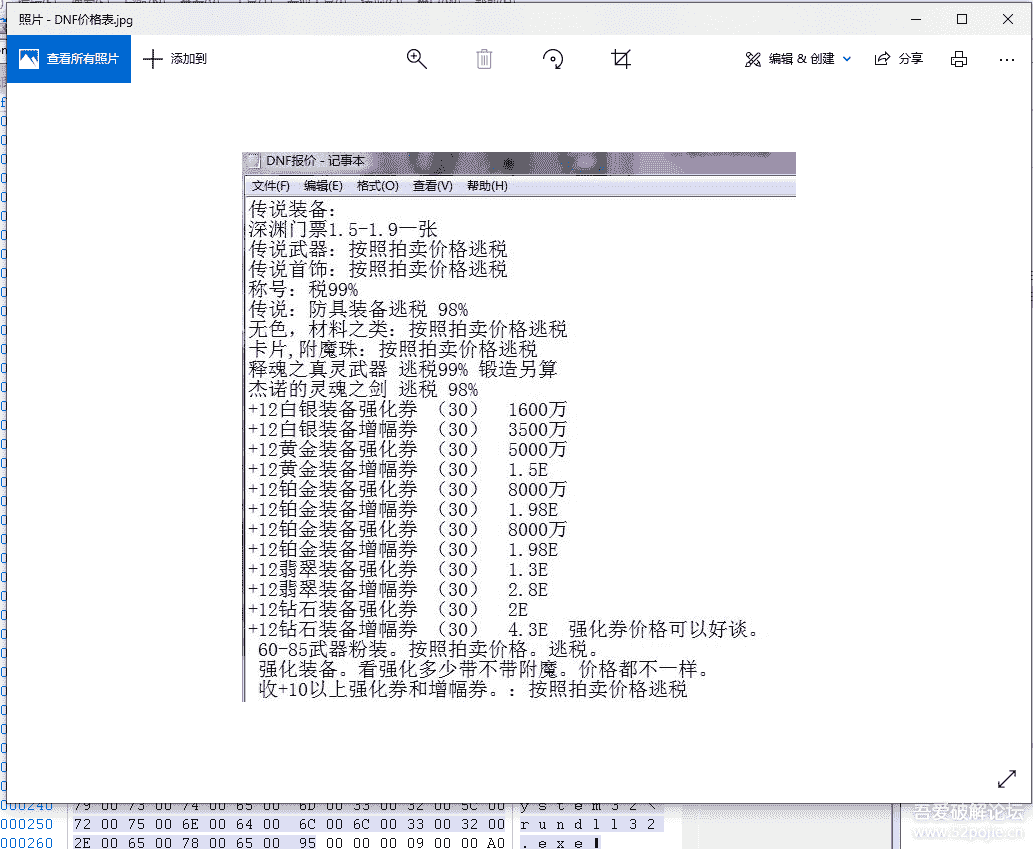 照片 - DNF价格表.jpg
查看所有照片 添加到 编辑 & 创建 分享
DNF报价 - 记事本
文件(F) 编辑(E) 格式(O) 查看(V) 帮助(H)
传说装备:
深渊门票1.5-1.9一张
传说武器: 按照拍卖价格逃税
传说首饰: 按照拍卖价格逃税
称号: 税99%
传说: 防具装备逃税 98%
无色, 材料之类: 按照拍卖价格逃税
卡片,附魔珠: 按照拍卖价格逃税
释魂之真灵武器 逃税99% 锻造另算
杰诺的灵魂之剑 逃税 98%
+12白银装备强化券 （30） 1600万
+12白银装备增幅券 （30） 3500万
+12黄金装备强化券 （30） 5000万
+12黄金装备增幅券 （30） 1.5E
+12铂金装备强化券 （30） 8000万
+12铂金装备增幅券 （30） 1.98E
+12铂金装备强化券 （30） 8000万
+12铂金装备增幅券 （30） 1.98E
+12翡翠装备强化券 （30） 1.3E
+12翡翠装备增幅券 （30） 2.8E
+12钻石装备强化券 （30） 2E
+12钻石装备增幅券 （30） 4.3E 强化券价格可以好谈。
60-85武器粉装。按照拍卖价格。逃税。
强化装备。看强化多少带不带附魔。价格都不一样。
收+10以上强化券和增幅券。: 按照拍卖价格逃税
000240 79 00 73 00 74 00 65 00 6D 00 33 00 32 00 5C 00 y s t e m 3 2 \
000250 72 00 75 00 6E 00 64 00 6C 00 6C 00 33 00 32 00 r u n d l l 3 2
000260 2E 00 65 00 78 00 65 00 95 00 00 00 09 00 00 A0 . e x e
吾爱破解论坛
www.52pojie.cn